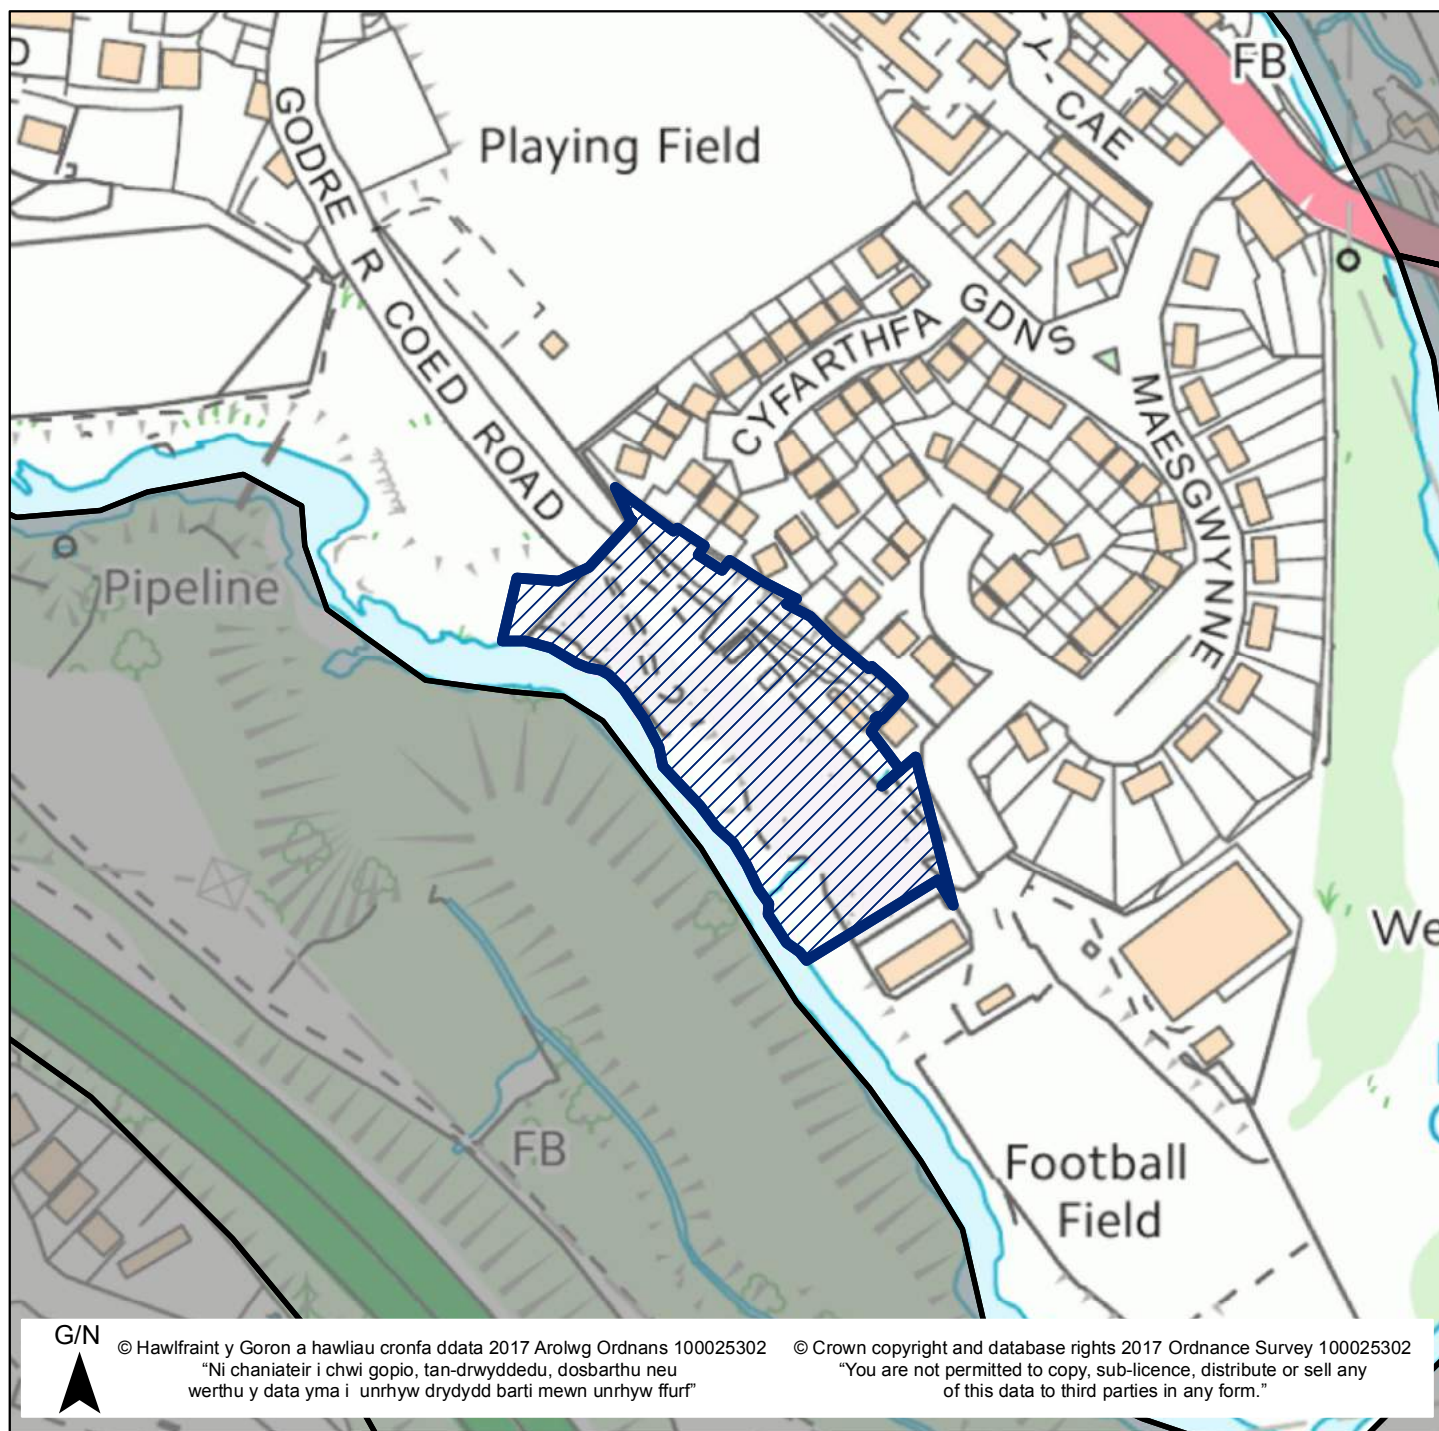 FB
Y - CAE
Playing Field
GODRE R COED ROAD
CYFARTHFA
GDNS
MAESGWYNNE
Pipeline
We
FB
Football
Field
G/N
© Hawlfraint y Goron a hawliau cronfa ddata 2017 Arolwg Ordnans 100025302
“Ni chaniateir i chwi gopio, tan-drwyddedu, dosbarthu neu
werthu y data yma i unrhyw drydydd barti mewn unrhyw ffurf”
© Crown copyright and database rights 2017 Ordnance Survey 100025302
“You are not permitted to copy, sub-licence, distribute or sell any
of this data to third parties in any form.”